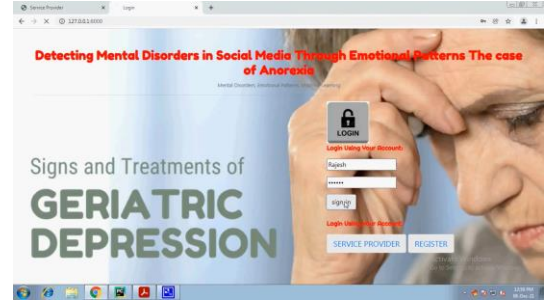 Service Provider
Login
127.0.0.1:8000
Detecting Mental Disorders in Social Media Through Emotional Patterns The case
of Anorexia
LOGIN
Login Using Your Account:
Rajesh
••••••
sign_in
Signs and Treatments of
GERIATRIC
DEPRESSION
Login Using Your Account:
SERVICE PROVIDER
REGISTER